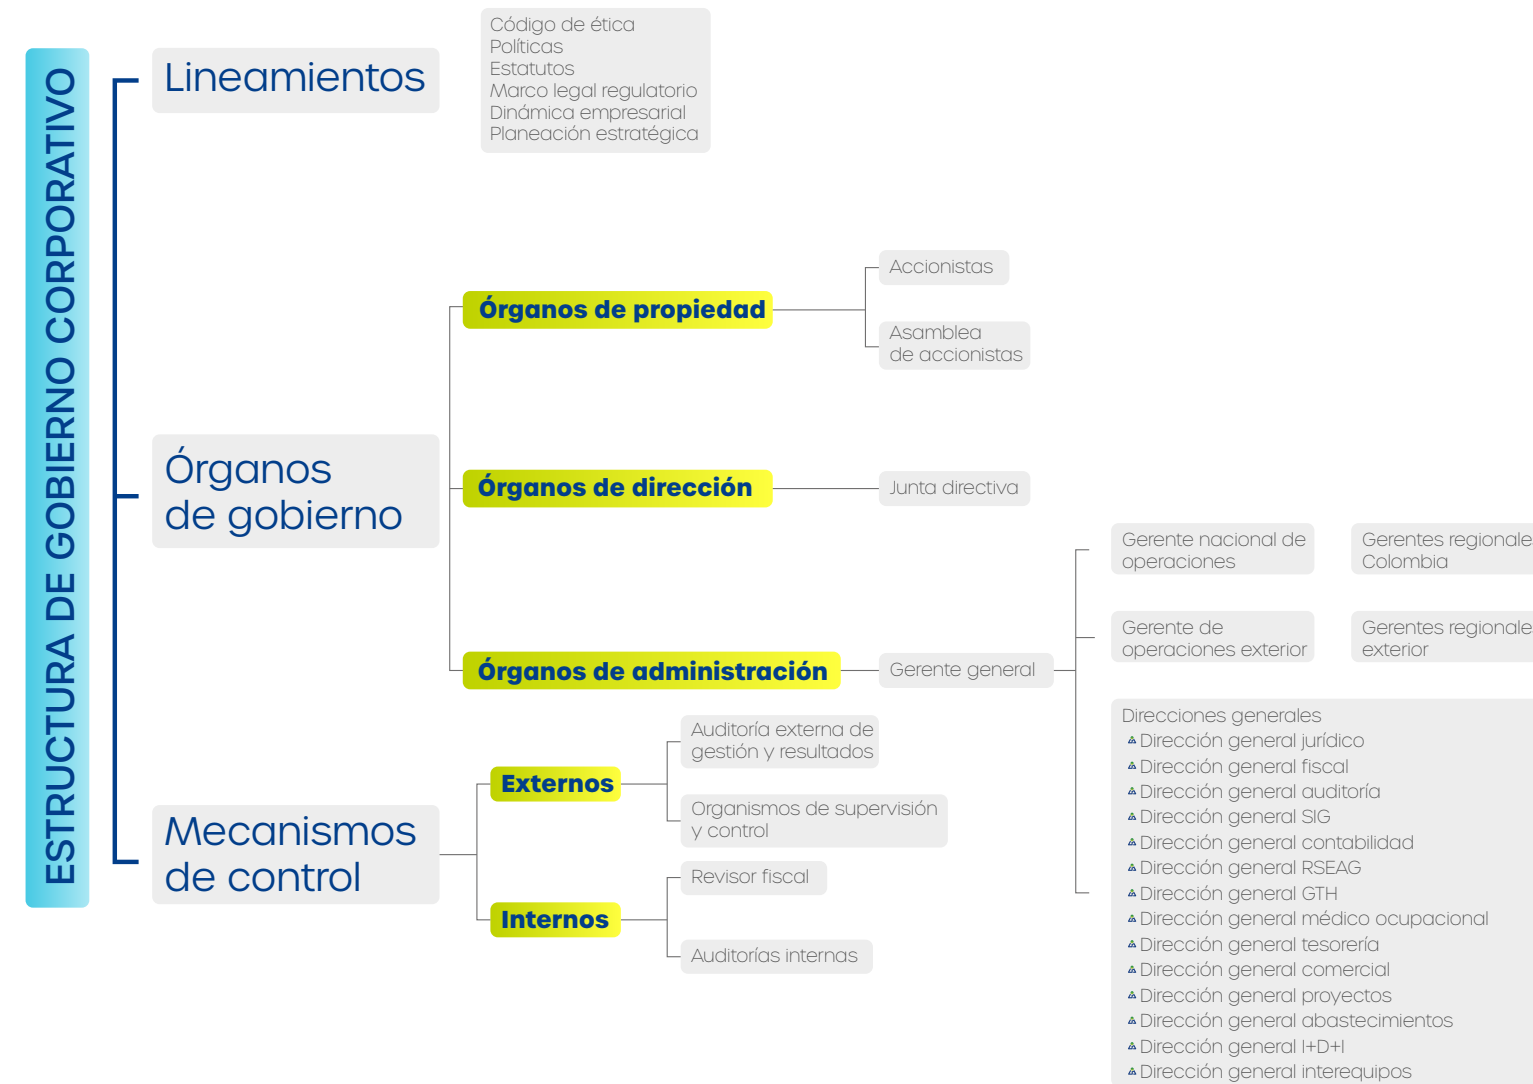 ESTRUCTURA DE GOBIERNO CORPORATIVO
Lineamientos
Código de ética
Políticas
Estatutos
Marco legal regulatorio
Dinámica empresarial
Planeación estratégica
Órganos
de gobierno
Órganos de propiedad
Accionistas
Asamblea
de accionistas
Órganos de dirección
Junta directiva
Órganos de administración
Gerente general
Gerente nacional de
operaciones
Gerentes regionales
Colombia
Gerente de
operaciones exterior
Gerentes regionales
exterior
Direcciones generales
Dirección general jurídico
Dirección general fiscal
Dirección general auditoría
Dirección general SIG
Dirección general contabilidad
Dirección general RSEAG
Dirección general GTH
Dirección general médico ocupacional
Dirección general tesorería
Dirección general comercial
Dirección general proyectos
Dirección general abastecimientos
Dirección general I+D+I
Dirección general interequipos
Mecanismos
de control
Externos
Auditoría externa de
gestión y resultados
Organismos de supervisión
y control
Internos
Revisor fiscal
Auditorías internas